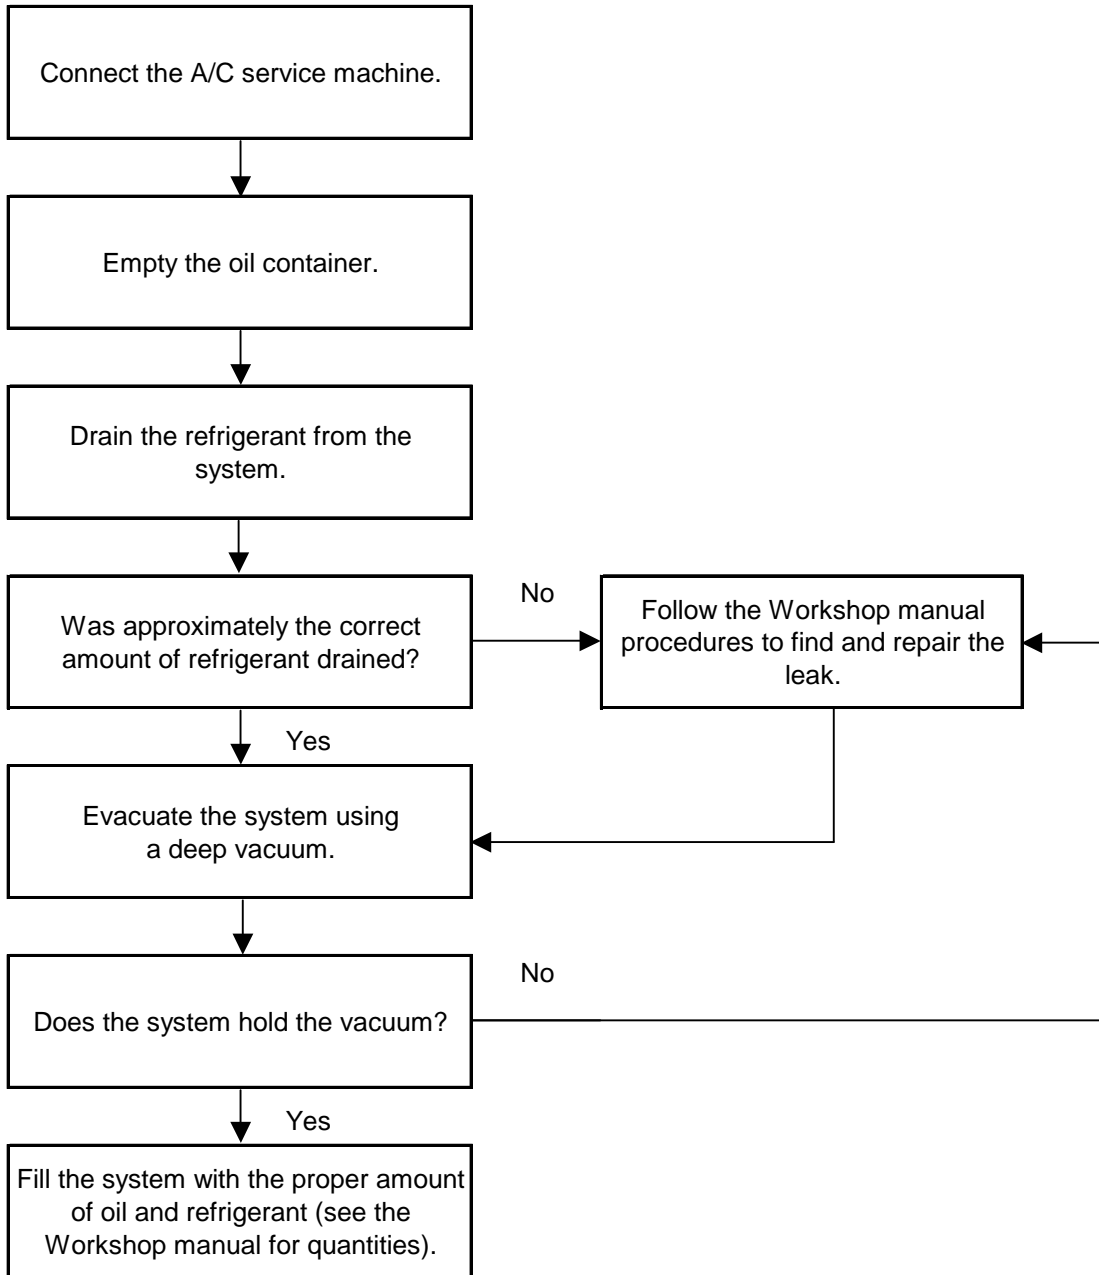 Connect the A/C service machine.
Empty the oil container.
Drain the refrigerant from the
system.
Was approximately the correct
amount of refrigerant drained?
No
Follow the Workshop manual
procedures to find and repair the
leak.
Yes
Evacuate the system using
a deep vacuum.
Does the system hold the vacuum?
No
Yes
Fill the system with the proper amount
of oil and refrigerant (see the
Workshop manual for quantities).